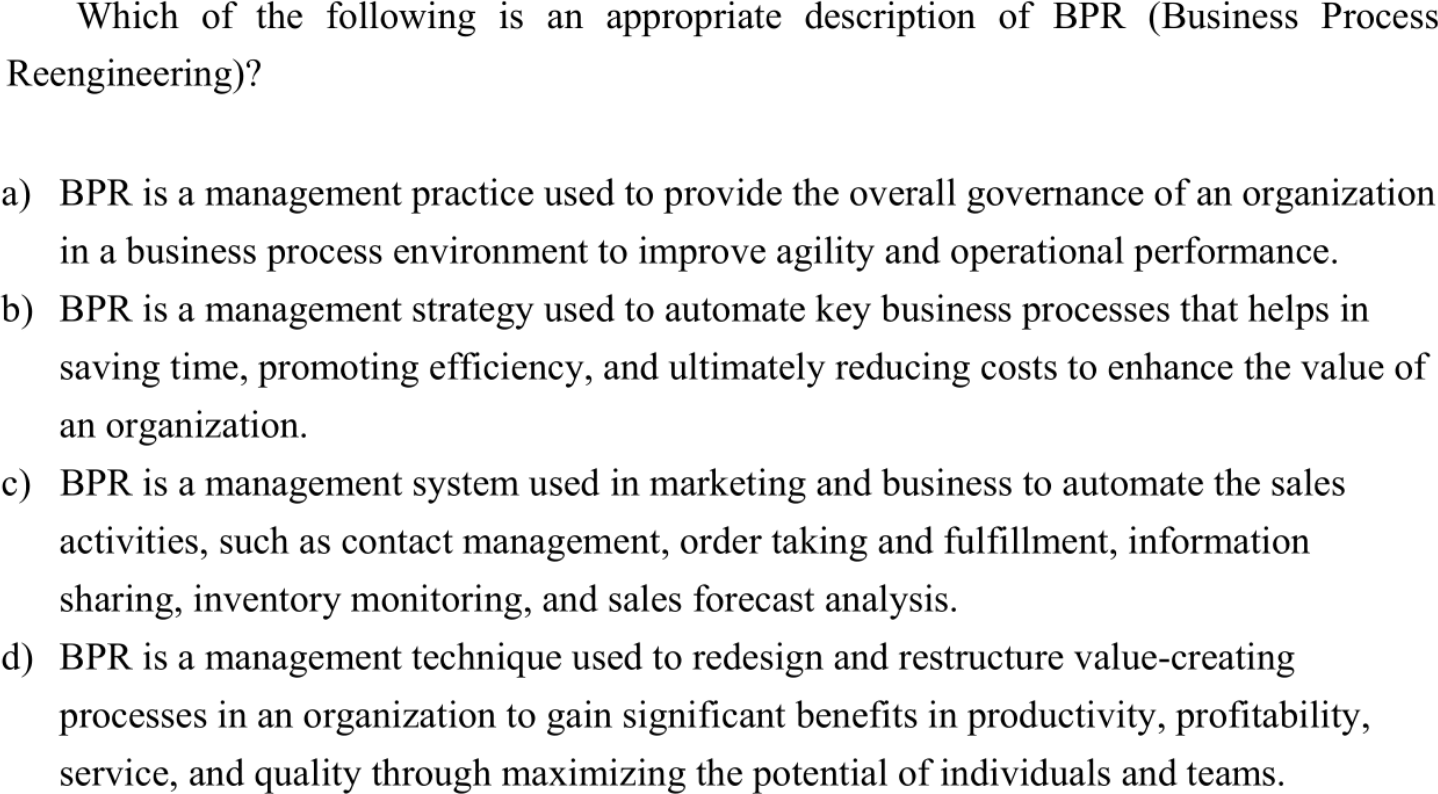 Which of the following is an appropriate description of BPR (Business Process
Reengineering)?
a) BPR is a management practice used to provide the overall governance of an organization
in a business process environment to improve agility and operational performance.
b) BPR is a management strategy used to automate key business processes that helps in
saving time, promoting efficiency, and ultimately reducing costs to enhance the value of
an organization.
c) BPR is a management system used in marketing and business to automate the sales
activities, such as contact management, order taking and fulfillment, information
sharing, inventory monitoring, and sales forecast analysis.
d) BPR is a management technique used to redesign and restructure value-creating
processes in an organization to gain significant benefits in productivity, profitability,
service, and quality through maximizing the potential of individuals and teams.